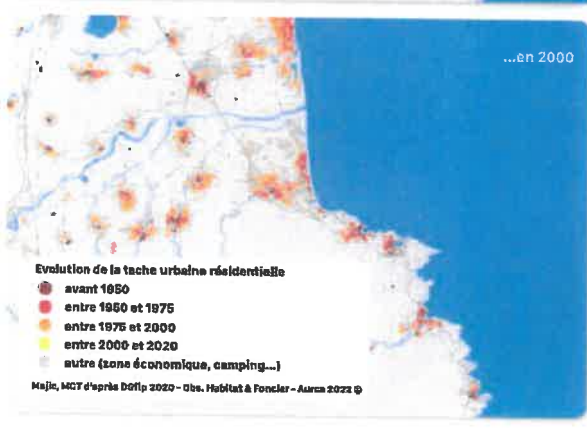 ...en 2000
Evolution de la tache urbaine résidentielle
avant 1950
entre 1950 et 1975
entre 1975 et 2000
entre 2000 et 2020
autre (zone économique, camping...)
Majic, MCT d'après DGfip 2020 - Obs. Habitat & Foncier - Aurca 2022 ©